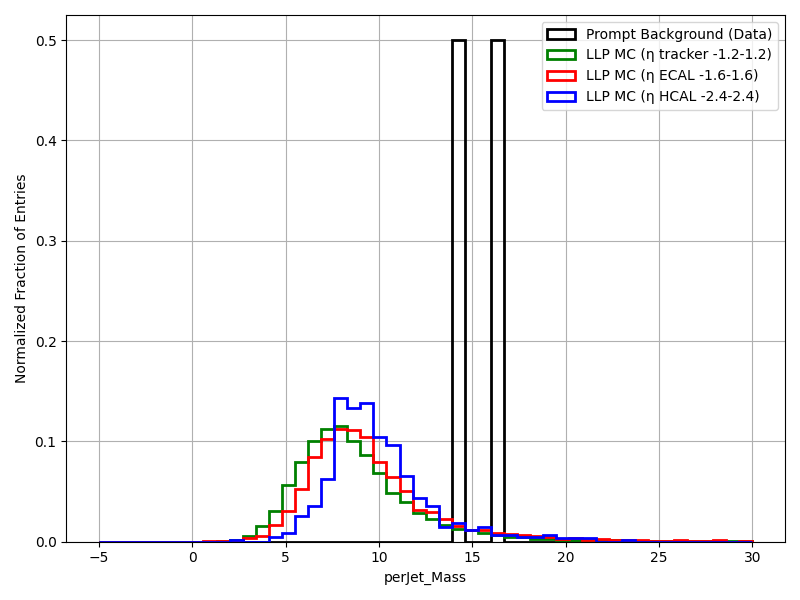 Prompt Background (Data)
LLP MC (η tracker -1.2-1.2)
LLP MC (η ECAL -1.6-1.6)
LLP MC (η HCAL -2.4-2.4)
Normalized Fraction of Entries
0.5
0.4
0.3
0.2
0.1
0.0
−5 0 5 10 15 20 25 30
perJet_Mass